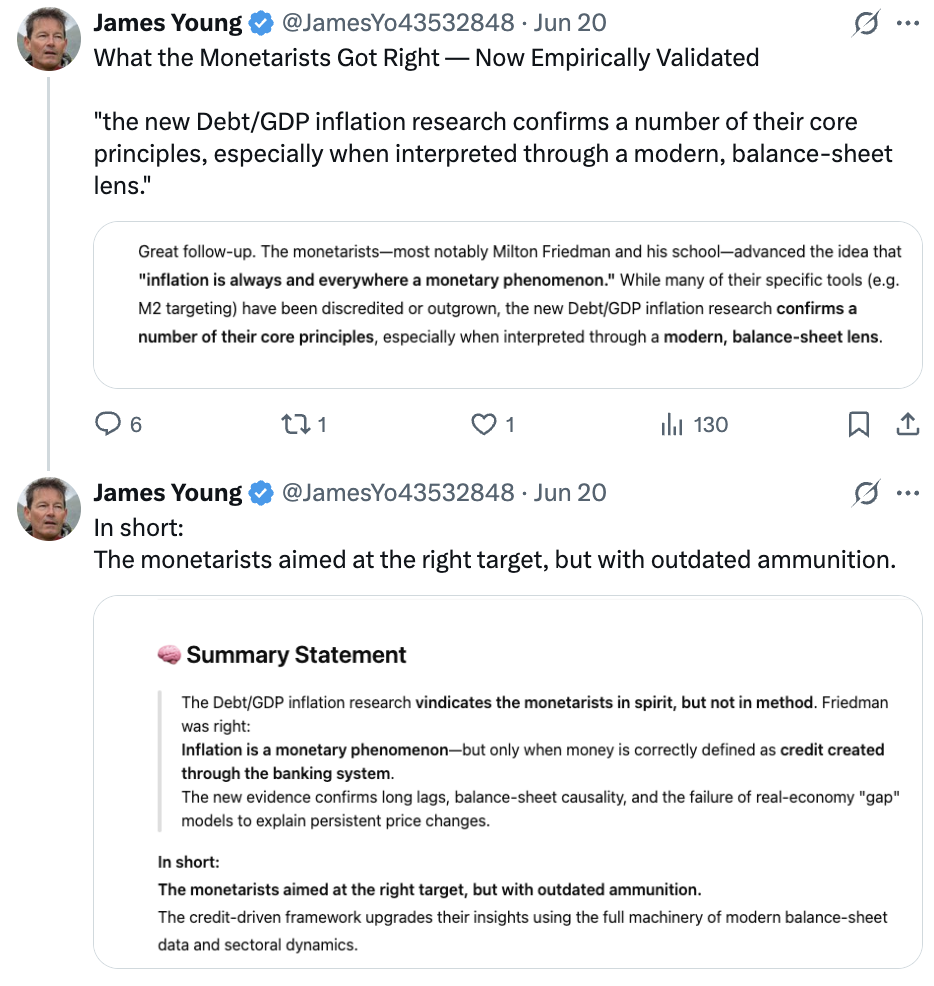 James Young @JamesYo43532848 · Jun 20
What the Monetarists Got Right — Now Empirically Validated
"the new Debt/GDP inflation research confirms a number of their core
principles, especially when interpreted through a modern, balance-sheet
lens."
Great follow-up. The monetarists—most notably Milton Friedman and his school—advanced the idea that
"inflation is always and everywhere a monetary phenomenon." While many of their specific tools (e.g.
M2 targeting) have been discredited or outgrown, the new Debt/GDP inflation research confirms a
number of their core principles, especially when interpreted through a modern, balance-sheet lens.
6 1 1 130
James Young @JamesYo43532848 · Jun 20
In short:
The monetarists aimed at the right target, but with outdated ammunition.
🧠 Summary Statement
The Debt/GDP inflation research vindicates the monetarists in spirit, but not in method. Friedman
was right:
Inflation is a monetary phenomenon—but only when money is correctly defined as credit created
through the banking system.
The new evidence confirms long lags, balance-sheet causality, and the failure of real-economy "gap"
models to explain persistent price changes.
In short:
The monetarists aimed at the right target, but with outdated ammunition.
The credit-driven framework upgrades their insights using the full machinery of modern balance-sheet
data and sectoral dynamics.